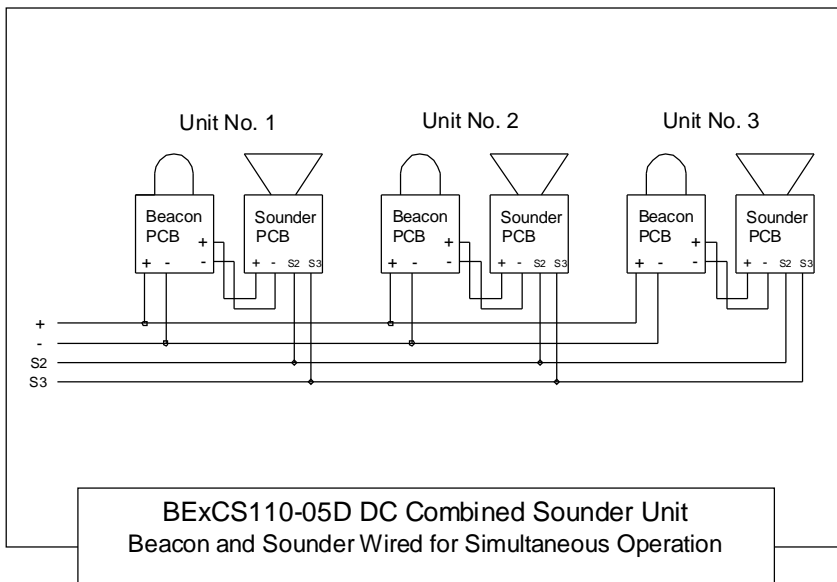 Unit No. 1
Unit No. 2
Unit No. 3
Beacon
PCB
+
-
+ -
Sounder
PCB
+ - S2 S3
Beacon
PCB
+
-
+ -
Sounder
PCB
+ - S2 S3
Beacon
PCB
+
-
+ -
Sounder
PCB
+ - S2 S3
+
-
S2
S3
BExCS110-05D DC Combined Sounder Unit
Beacon and Sounder Wired for Simultaneous Operation